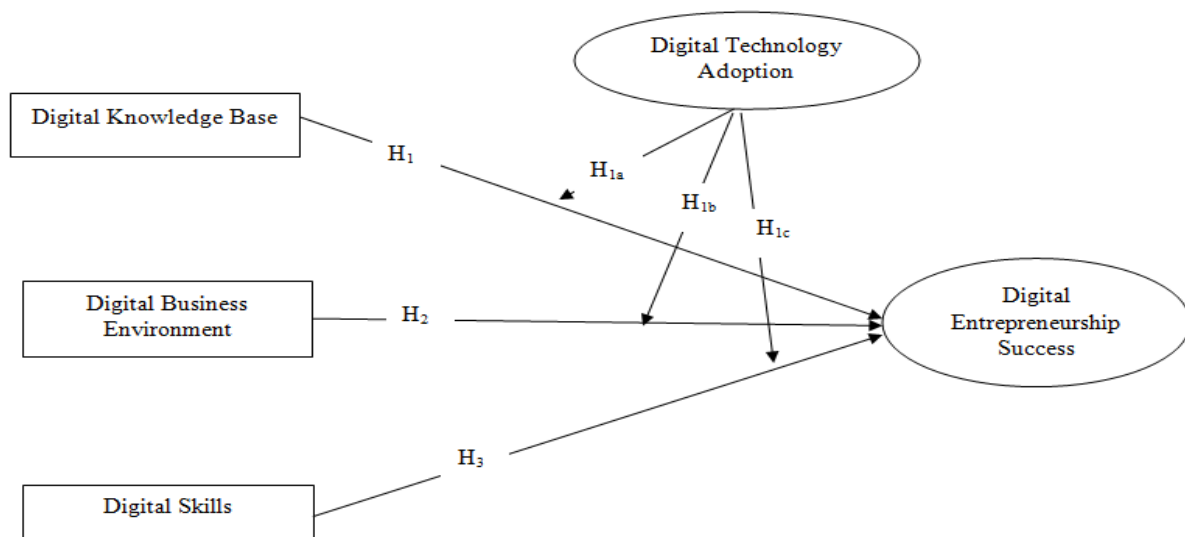 Digital Technology
Adoption
Digital Knowledge Base
H1
H1a
H1b
H1c
Digital Business
Environment
H2
Digital
Entrepreneurship
Success
H3
Digital Skills